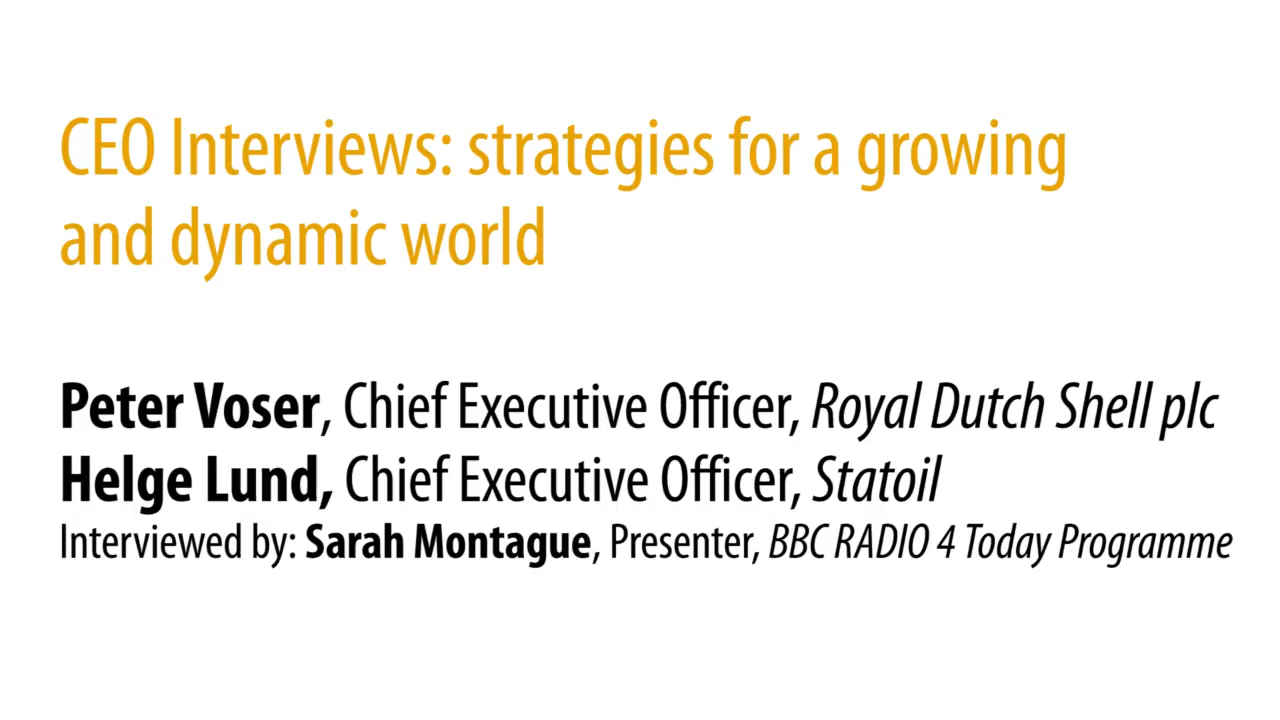 CEO Interviews: strategies for a growing
and dynamic world
Peter Voser, Chief Executive Officer, Royal Dutch Shell plc
Helge Lund, Chief Executive Officer, Statoil
Interviewed by: Sarah Montague, Presenter, BBC RADIO 4 Today Programme